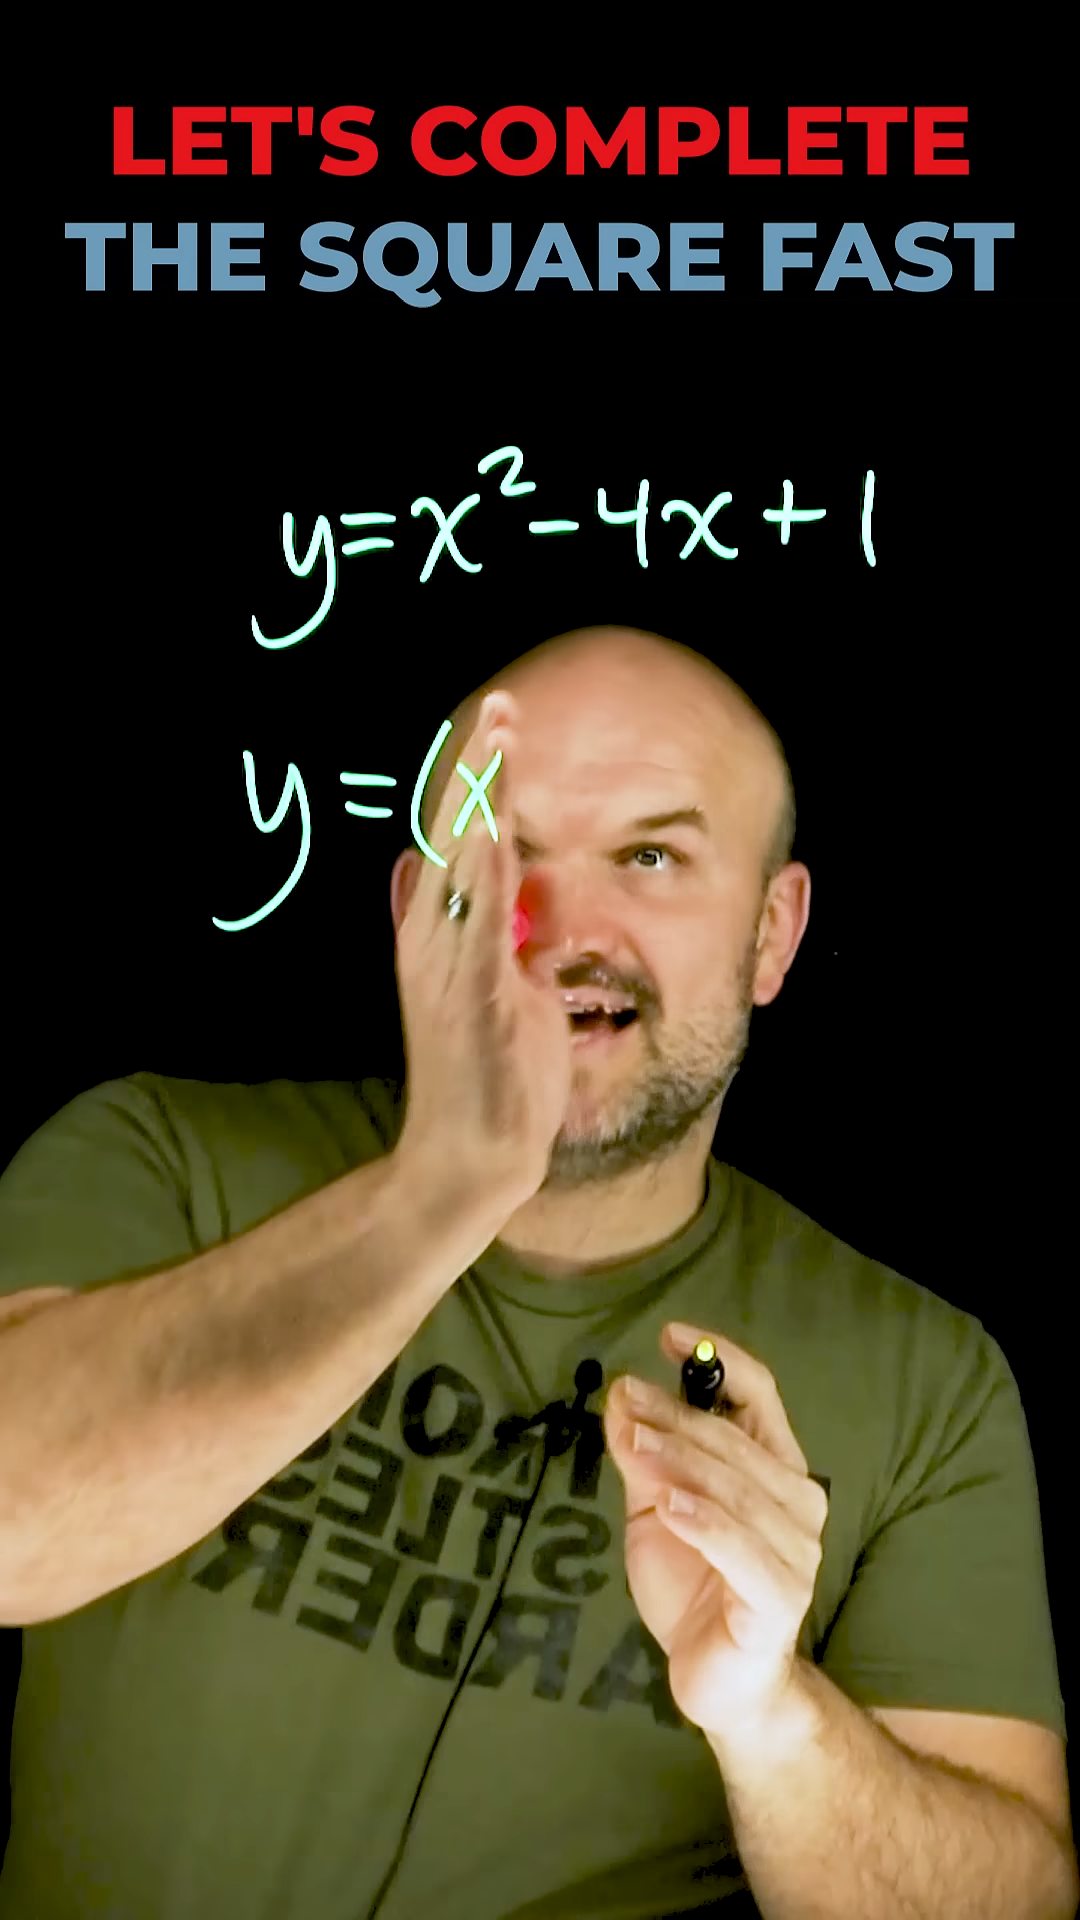 LET'S COMPLETE
THE SQUARE FAST
y=x²-4x+1
y=(x